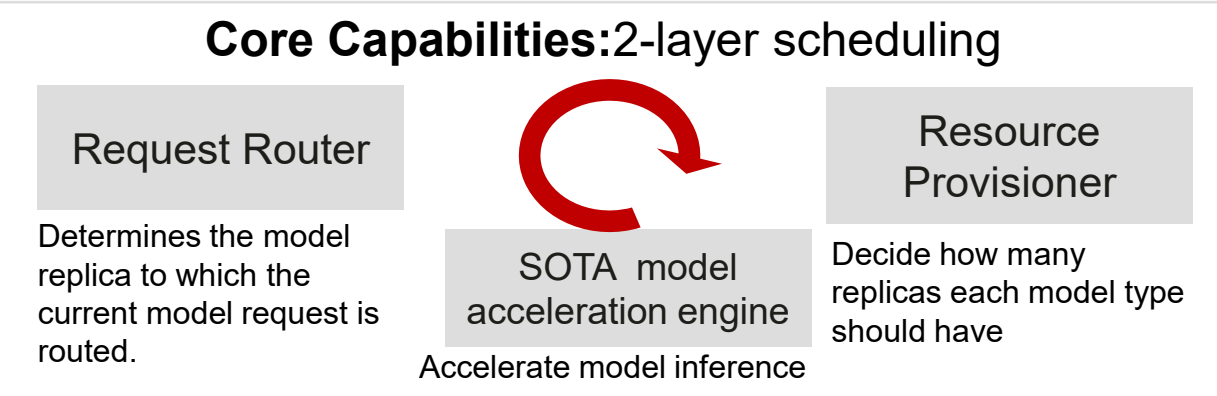 Core Capabilities:2-layer scheduling
Request Router
Determines the model
replica to which the
current model request is
routed.
SOTA  model
acceleration engine
Accelerate model inference
Resource
Provisioner
Decide how many
replicas each model type
should have